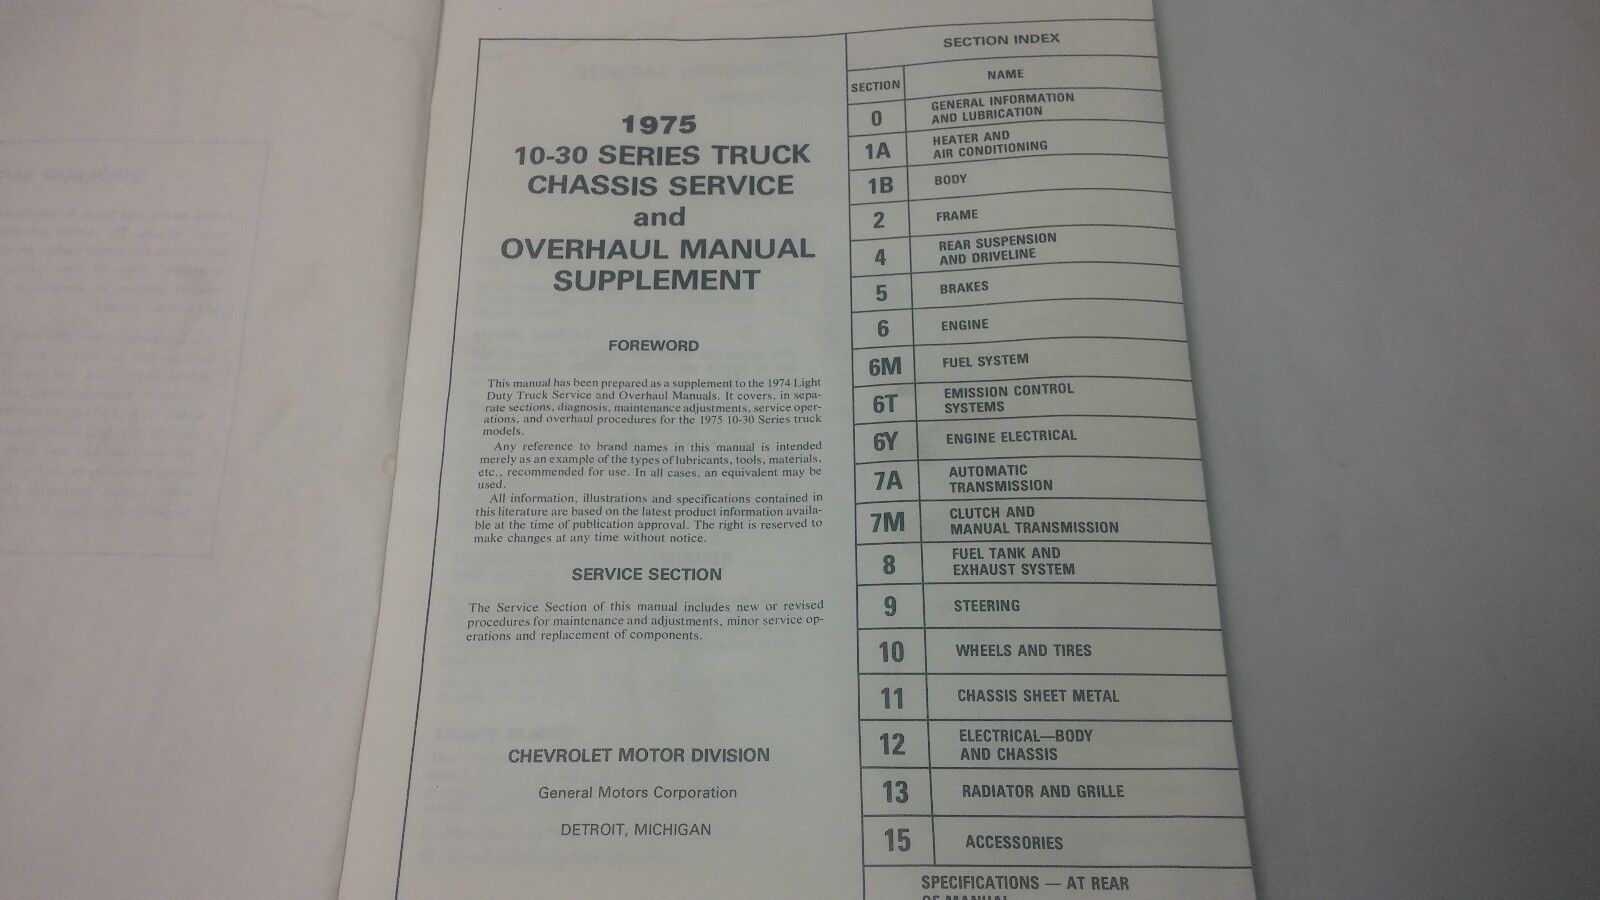 1975
10-30 SERIES TRUCK
CHASSIS SERVICE
and
OVERHAUL MANUAL
SUPPLEMENT
FOREWORD
This manual has been prepared as a supplement to the 1974 Light
Duty Truck Service and Overhaul Manuals. It covers, in sepa-
rate sections, diagnosis, maintenance adjustments, service oper-
ations, and overhaul procedures for the 1975 10-30 Series truck
models.
Any reference to brand names in this manual is intended
merely as an example of the types of lubricants, tools, materials,
etc., recommended for use. In all cases, an equivalent may be
used.
All information, illustrations and specifications contained in
this literature are based on the latest product information availa-
ble at the time of publication approval. The right is reserved to
make changes at any time without notice.
SERVICE SECTION
The Service Section of this manual includes new or revised
procedures for maintenance and adjustments, minor service op-
erations and replacement of components.
CHEVROLET MOTOR DIVISION
General Motors Corporation
DETROIT, MICHIGAN
SECTION INDEX
SECTION NAME
0 GENERAL INFORMATION
AND LUBRICATION
1A HEATER AND
AIR CONDITIONING
1B BODY
2 FRAME
4 REAR SUSPENSION
AND DRIVELINE
5 BRAKES
6 ENGINE
6M FUEL SYSTEM
6T EMISSION CONTROL
SYSTEMS
6Y ENGINE ELECTRICAL
7A AUTOMATIC
TRANSMISSION
7M CLUTCH AND
MANUAL TRANSMISSION
8 FUEL TANK AND
EXHAUST SYSTEM
9 STEERING
10 WHEELS AND TIRES
11 CHASSIS SHEET METAL
12 ELECTRICAL—BODY
AND CHASSIS
13 RADIATOR AND GRILLE
15 ACCESSORIES
SPECIFICATIONS — AT REAR
OF MANUAL